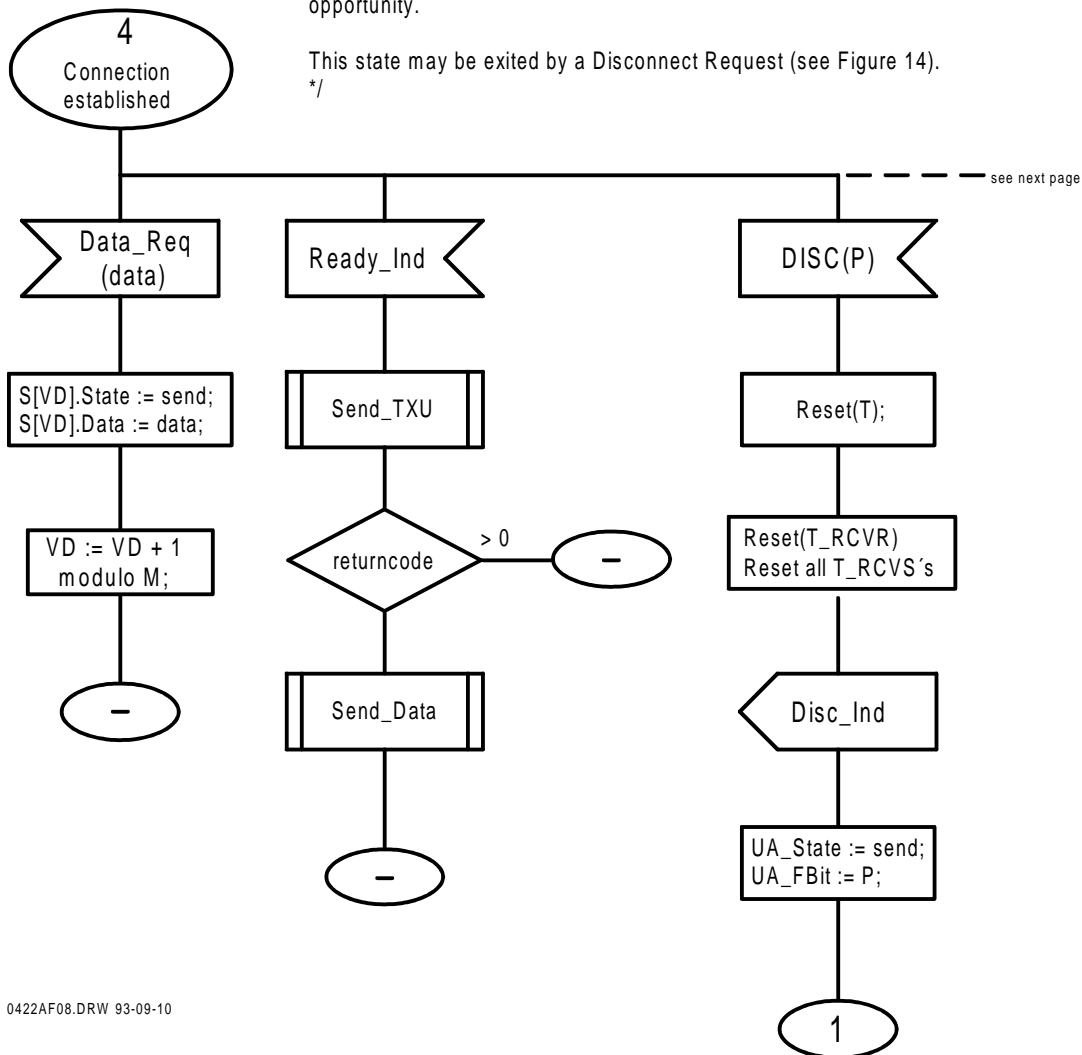 opportunity.
This state may be exited by a Disconnect Request (see Figure 14).
*/
4
Connection
established
see next page
Data_Req
(data)
Ready_Ind
DISC(P)
S[VD].State := send;
S[VD].Data := data;
Send_TXU
Reset(T);
VD := VD + 1
modulo M;
returncode
> 0
–
Reset(T_RCVR)
Reset all T_RCVS´s
–
Send_Data
Disc_Ind
–
UA_State := send;
UA_FBit := P;
0422AF08.DRW 93-09-10
1